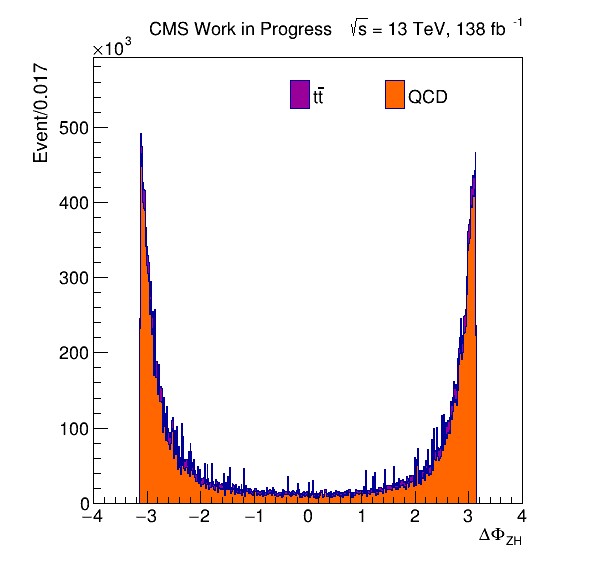 CMS Work in Progress √s = 13 TeV, 138 fb⁻¹
×10³
Event/0.017
tt̄
QCD
500
400
300
200
100
0
−4 −3 −2 −1 0 1 2 3 4
ΔΦ_ZH